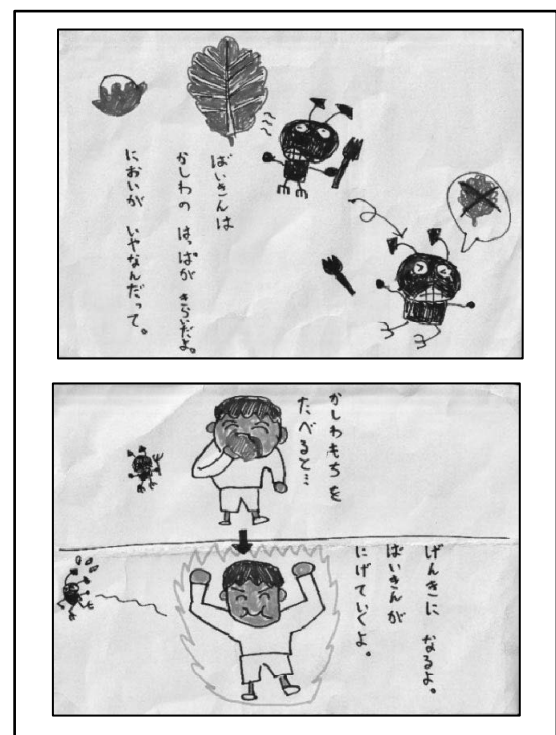 ばいきんは
かしわの はっぱが きらいだよ。
においが いやなんだって。
かしわもちを
たべると…
げんきに なるよ。
ばいきんが
にげていくよ。